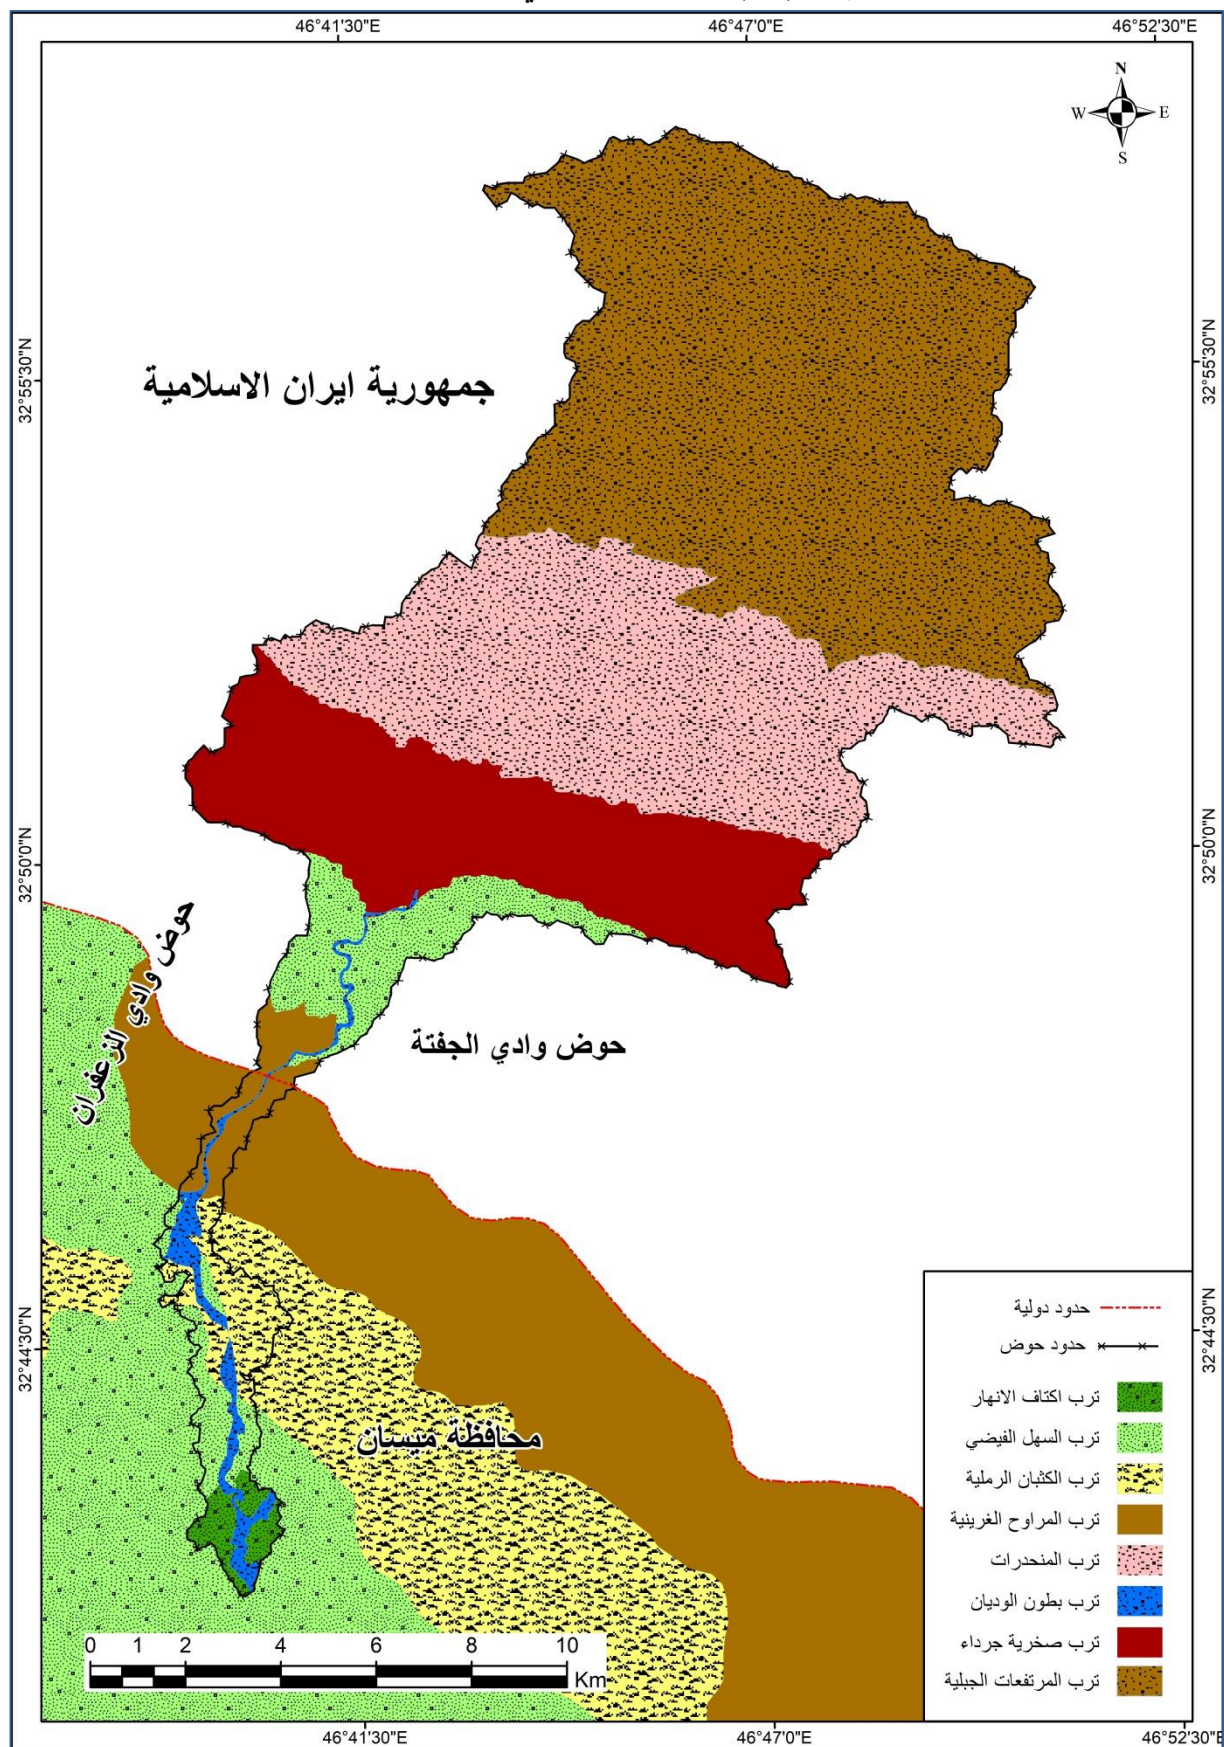 46°41'30"E 46°47'0"E 46°52'30"E
N
W E
S
32°55'30"N 32°55'30"N
جمهورية ايران الاسلامية
32°50'0"N 32°50'0"N
حوض وادي الزعفران
حوض وادي الجفتة
32°44'30"N 32°44'30"N
محافظة ميسان
حدود دولية
حدود حوض
ترب اكتاف الانهار
ترب السهل الفيضي
ترب الكثبان الرملية
ترب المراوح الغرينية
ترب المنحدرات
ترب بطون الوديان
ترب صخرية جرداء
ترب المرتفعات الجبلية
0 1 2 4 6 8 10
Km
46°41'30"E 46°47'0"E 46°52'30"E